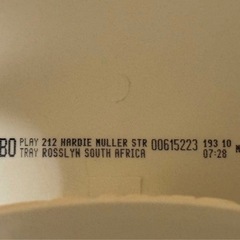 BO PLAY 212 HARDIE MULLER STR 00615223 193 10
TRAY ROSSLYN SOUTH AFRICA 07:28